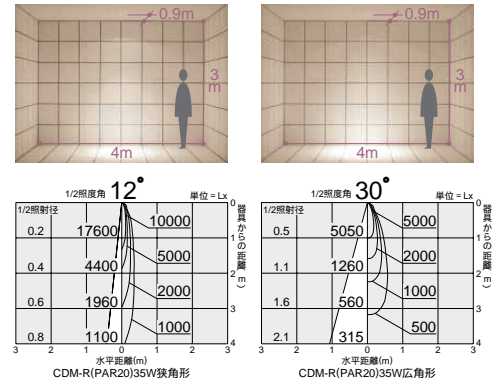 0.9m
3m
4m
0.9m
3m
4m
1/2照度角 12° 単位 = Lx
1/2照射径
0
0.2 17600 10000
1
0.4 4400 5000
2
0.6 1960 2000
3
0.8 1100 1000
4
3 2 1 0 1 2 3
器具からの距離(m)
水平距離(m)
CDM-R(PAR20)35W狭角形
1/2照度角 30° 単位 = Lx
1/2照射径
0
0.5 5050 5000
1
1.1 1260 2000
2
1.6 560 1000
3
2.1 315 500
4
3 2 1 0 1 2 3
器具からの距離(m)
水平距離(m)
CDM-R(PAR20)35W広角形